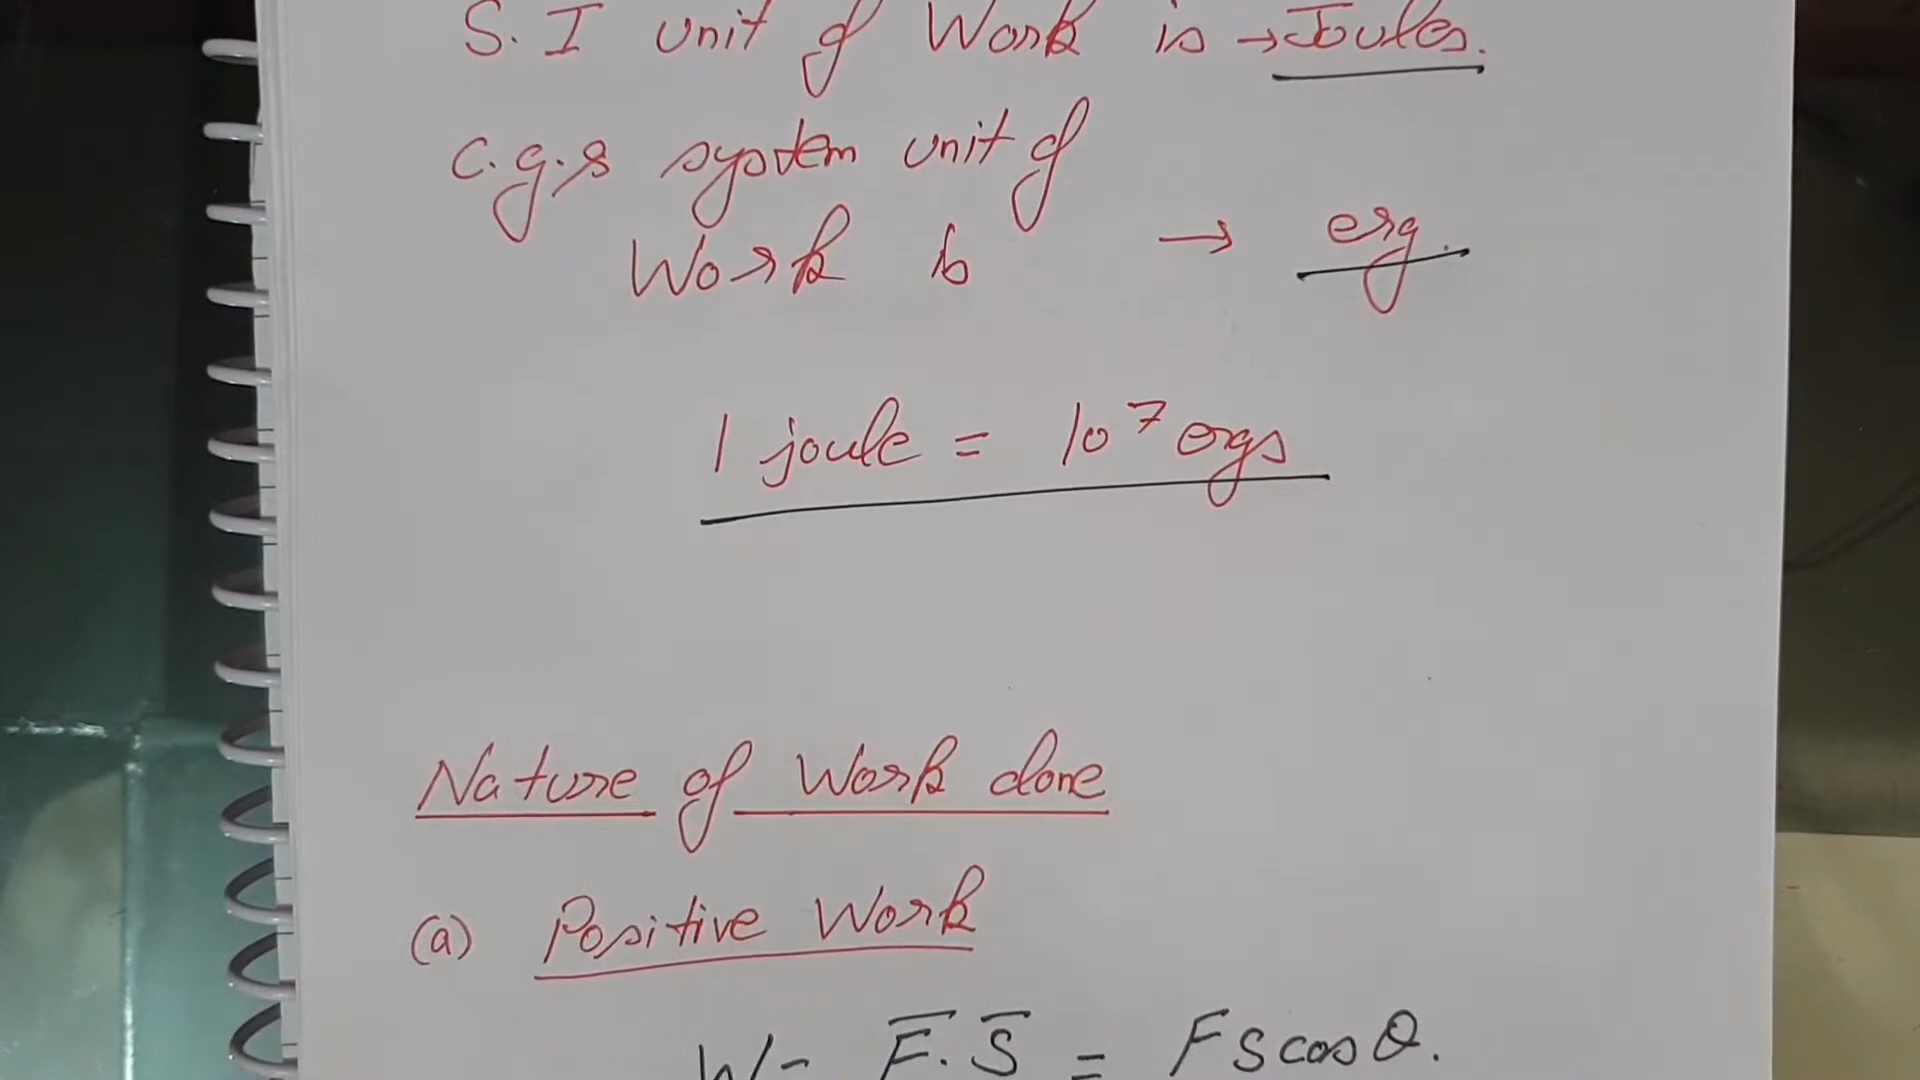 S. I unit of Work is → Joules.
C.g.s system unit of
Work is → erg.
1 joule = 10⁷ ergs
Nature of Work done
(a) Positive Work
W = F̅.S̅ = FScosθ.